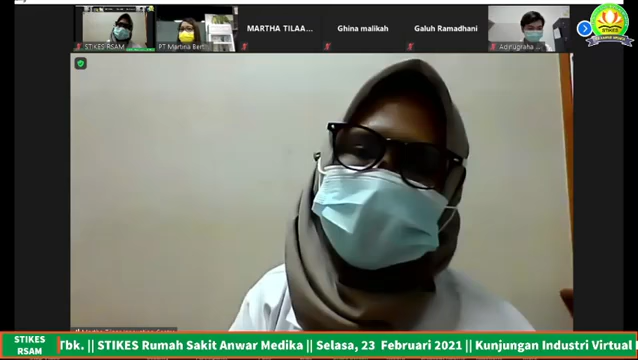 STIKES RSAM
PT Martina Ber...
MARTHA TILAA...
Ghina malikah
Galuh Ramadhani
Adinugraha
STIKES
STIKES
RSAM
Tbk. || STIKES Rumah Sakit Anwar Medika || Selasa, 23 Februari 2021 || Kunjungan Industri Virtual